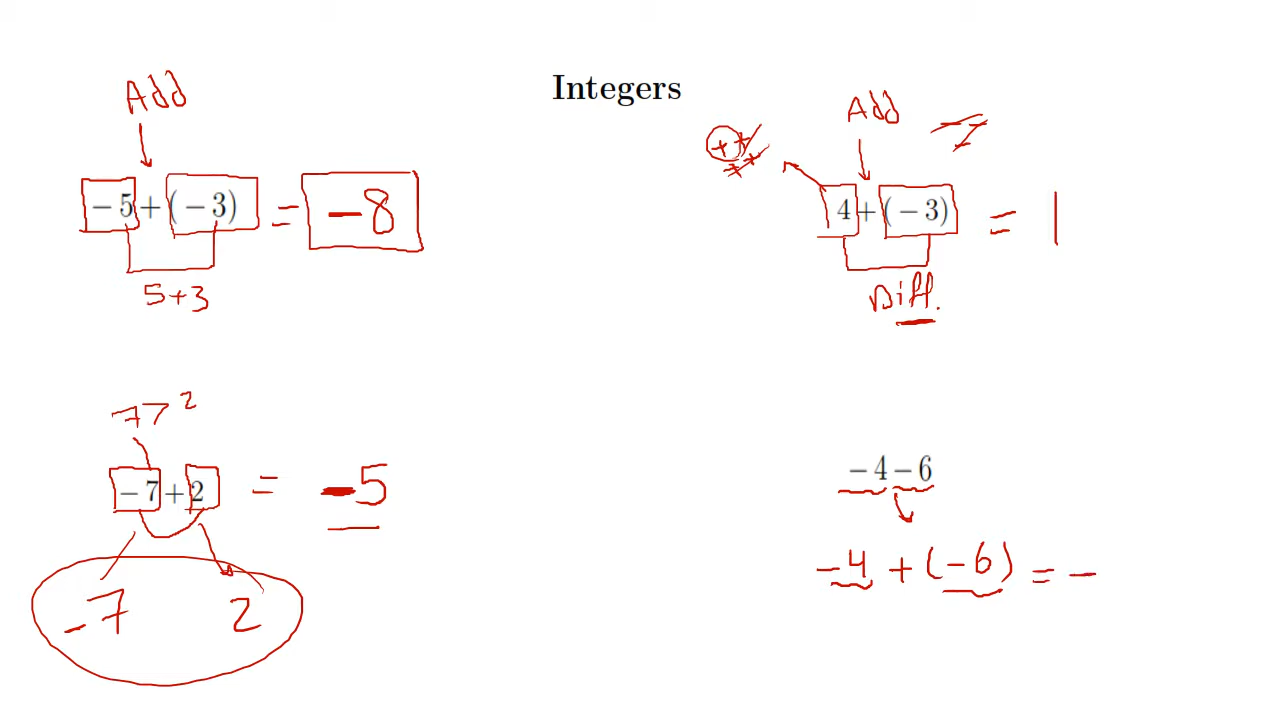 Integers
Add
-5 + (-3) = -8
5+3
Add
4 + (-3) = 1
Diff.
77²
-7 + 2 = -5
-7 2
-4 - 6
-4 + (-6) = -